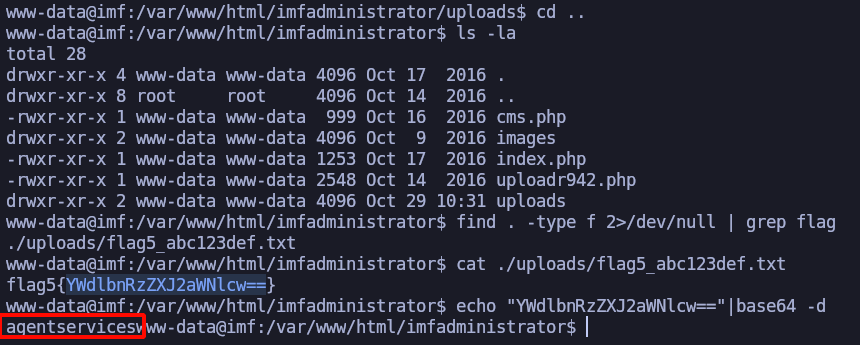 www-data@imf:/var/www/html/imfadministrator/uploads$ cd ..
www-data@imf:/var/www/html/imfadministrator$ ls -la
total 28
drwxr-xr-x 4 www-data www-data 4096 Oct 17  2016 .
drwxr-xr-x 8 root     root     4096 Oct 14  2016 ..
-rwxr-xr-x 1 www-data www-data  999 Oct 16  2016 cms.php
drwxr-xr-x 2 www-data www-data 4096 Oct  9  2016 images
-rwxr-xr-x 1 www-data www-data 1253 Oct 17  2016 index.php
-rwxr-xr-x 1 www-data www-data 2548 Oct 14  2016 uploadr942.php
drwxr-xr-x 2 www-data www-data 4096 Oct 29 10:31 uploads
www-data@imf:/var/www/html/imfadministrator$ find . -type f 2>/dev/null | grep flag
./uploads/flag5_abc123def.txt
www-data@imf:/var/www/html/imfadministrator$ cat ./uploads/flag5_abc123def.txt
flag5{YWdlbnRzZXJ2aWNlcw==}
www-data@imf:/var/www/html/imfadministrator$ echo "YWdlbnRzZXJ2aWNlcw=="|base64 -d
agentserviceswww-data@imf:/var/www/html/imfadministrator$